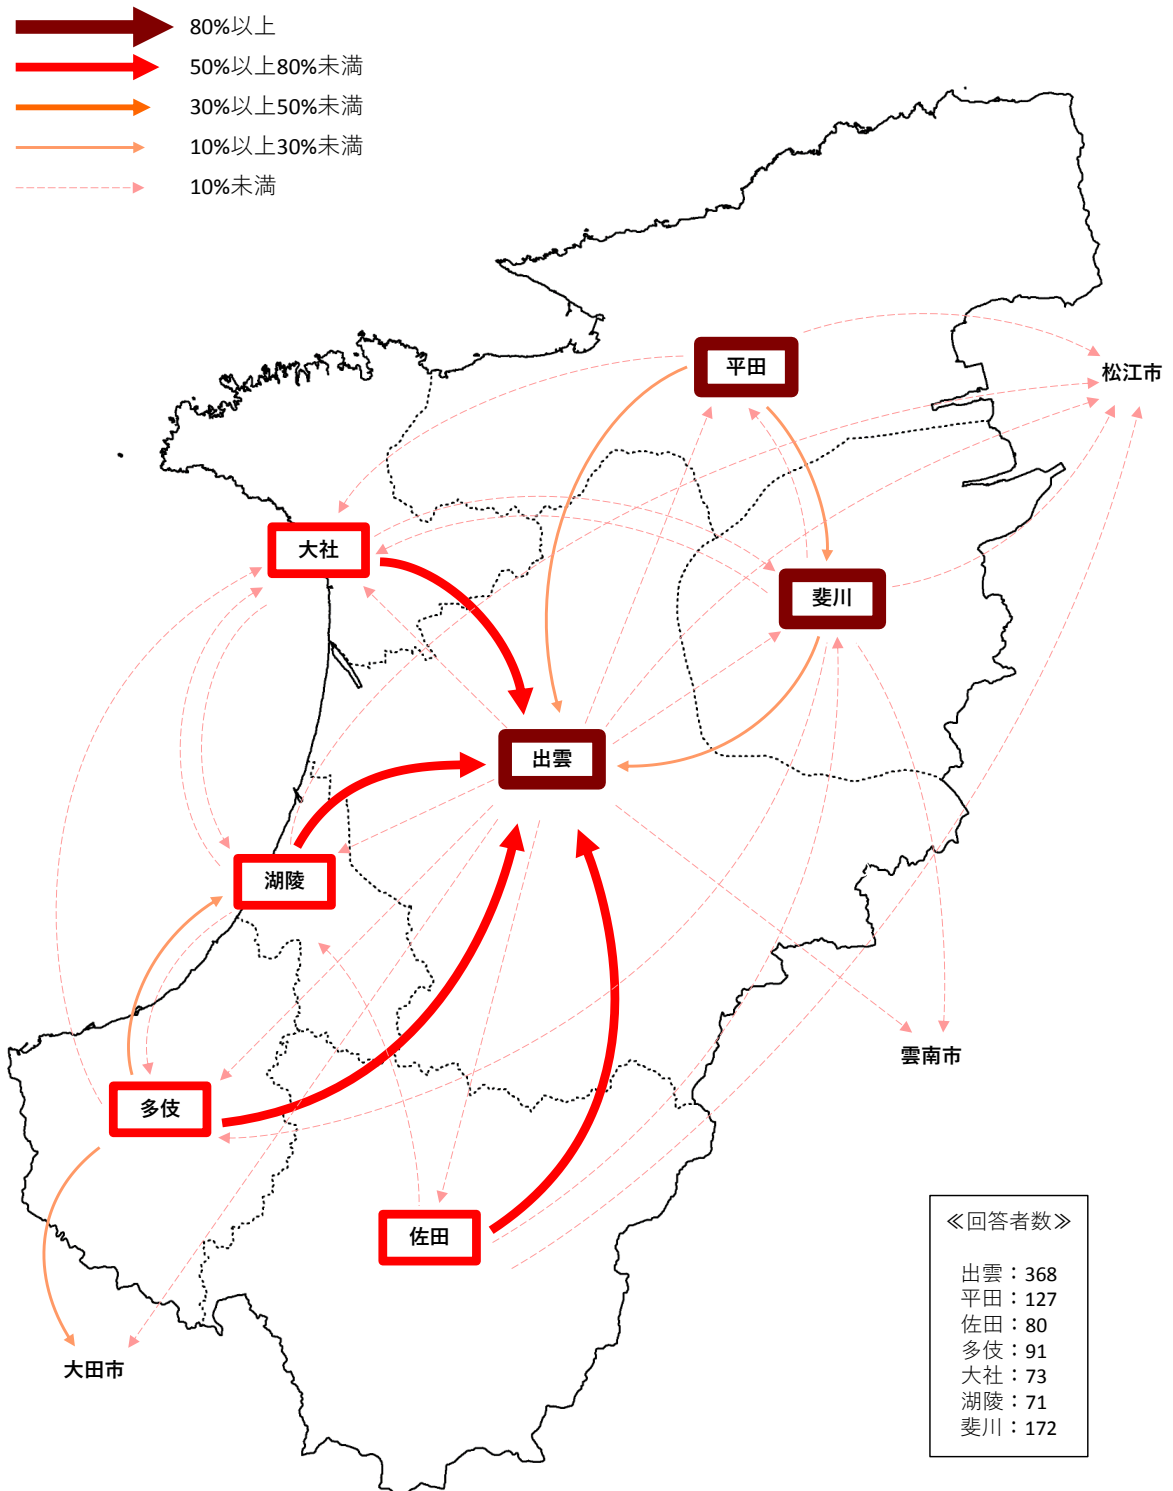 80%以上
50%以上80%未満
30%以上50%未満
10%以上30%未満
10%未満
平田
松江市
大社
斐川
出雲
湖陵
雲南市
多伎
佐田
大田市
≪回答者数≫
出雲：368
平田：127
佐田：80
多伎：91
大社：73
湖陵：71
斐川：172